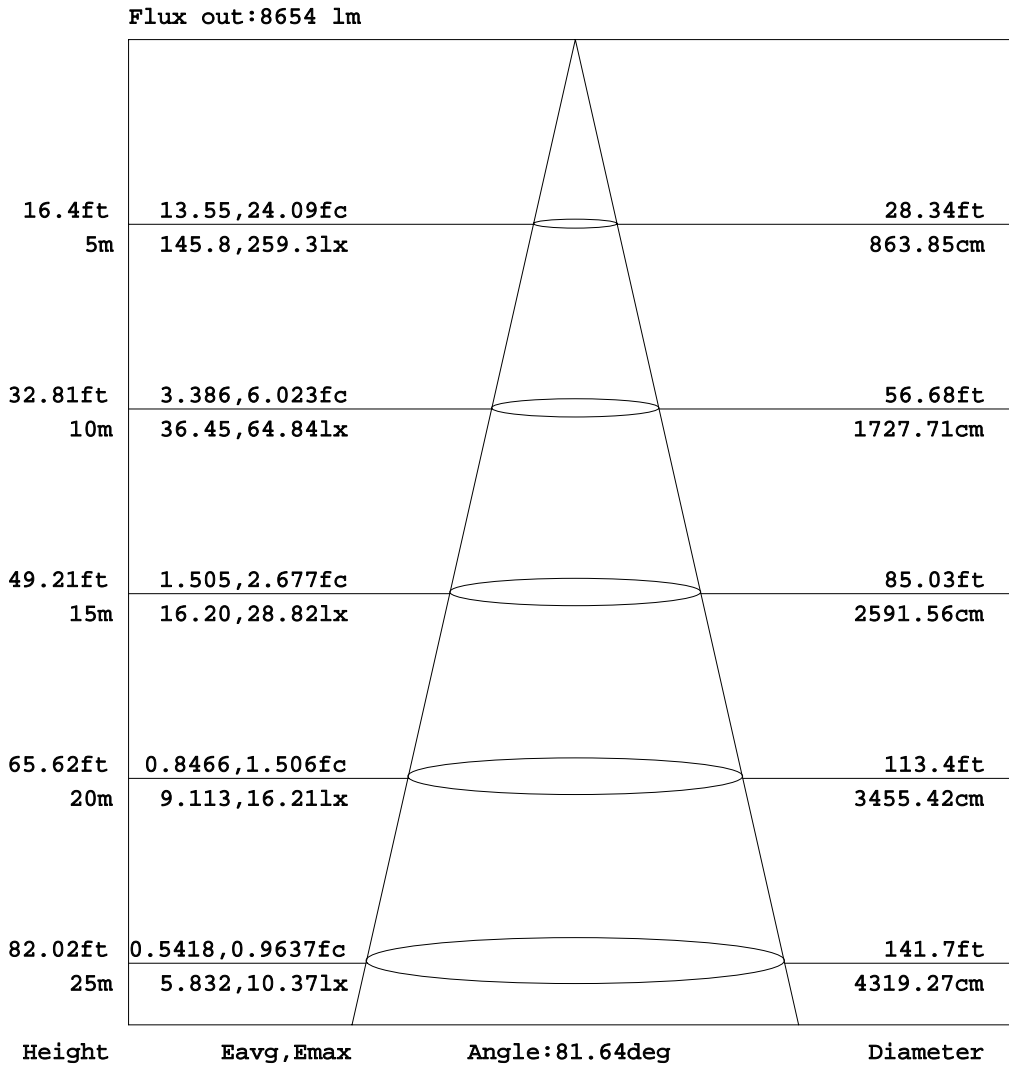 Flux out:8654 lm
16.4ft 13.55,24.09fc 28.34ft
5m 145.8,259.3lx 863.85cm
32.81ft 3.386,6.023fc 56.68ft
10m 36.45,64.84lx 1727.71cm
49.21ft 1.505,2.677fc 85.03ft
15m 16.20,28.82lx 2591.56cm
65.62ft 0.8466,1.506fc 113.4ft
20m 9.113,16.21lx 3455.42cm
82.02ft 0.5418,0.9637fc 141.7ft
25m 5.832,10.37lx 4319.27cm
Height Eavg,Emax Angle:81.64deg Diameter